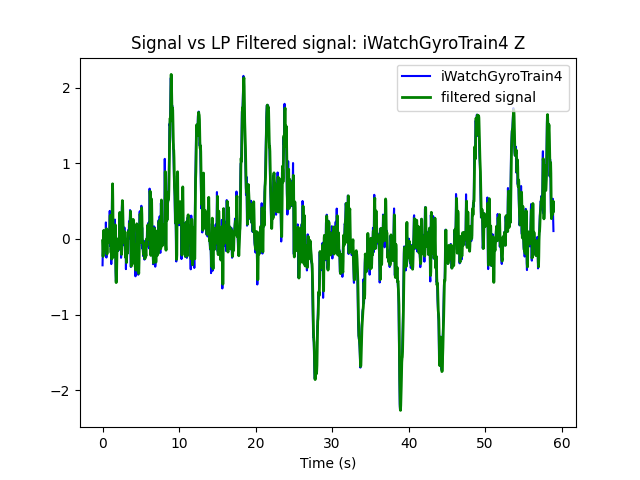 Signal vs LP Filtered signal: iWatchGyroTrain4 Z
iWatchGyroTrain4
filtered signal
2
1
0
−1
−2
0 10 20 30 40 50 60
Time (s)